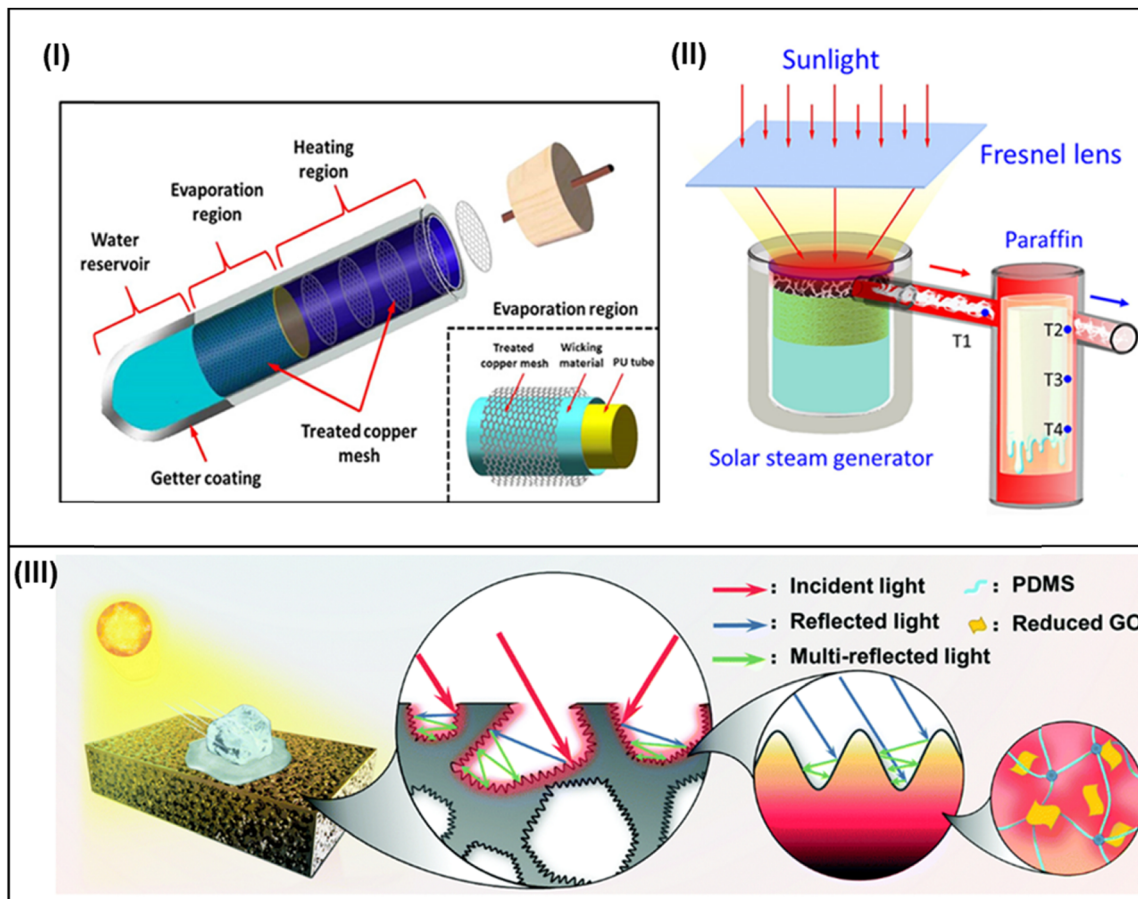 (I)
Heating
region
Evaporation
region
Water
reservoir
Evaporation region
Treated
copper mesh
Wicking
material
PU tube
Treated copper
mesh
Getter coating
(II)
Sunlight
Fresnel lens
Paraffin
T1
T2
T3
T4
Solar steam generator
(III)
: Incident light
: PDMS
: Reflected light
: Reduced GO
: Multi-reflected light